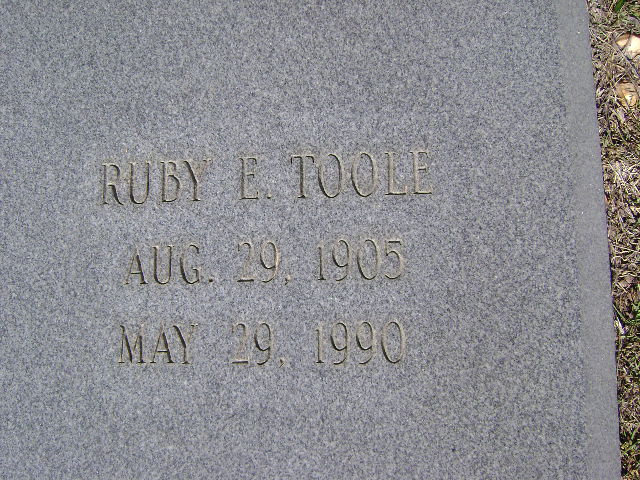 RUBY E. TOOLE
AUG. 29, 1905
MAY 29, 1990